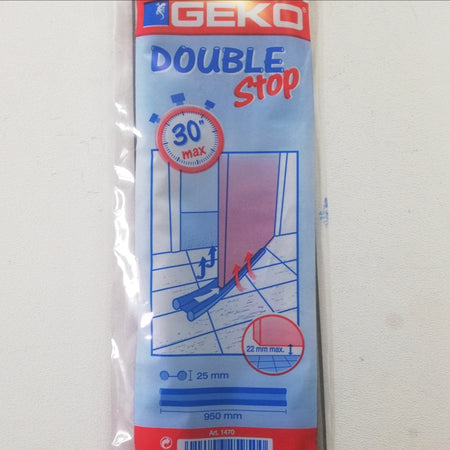 GEKO
DOUBLE
Stop
30"
max
22 mm max.
25 mm
950 mm
Art. 1470